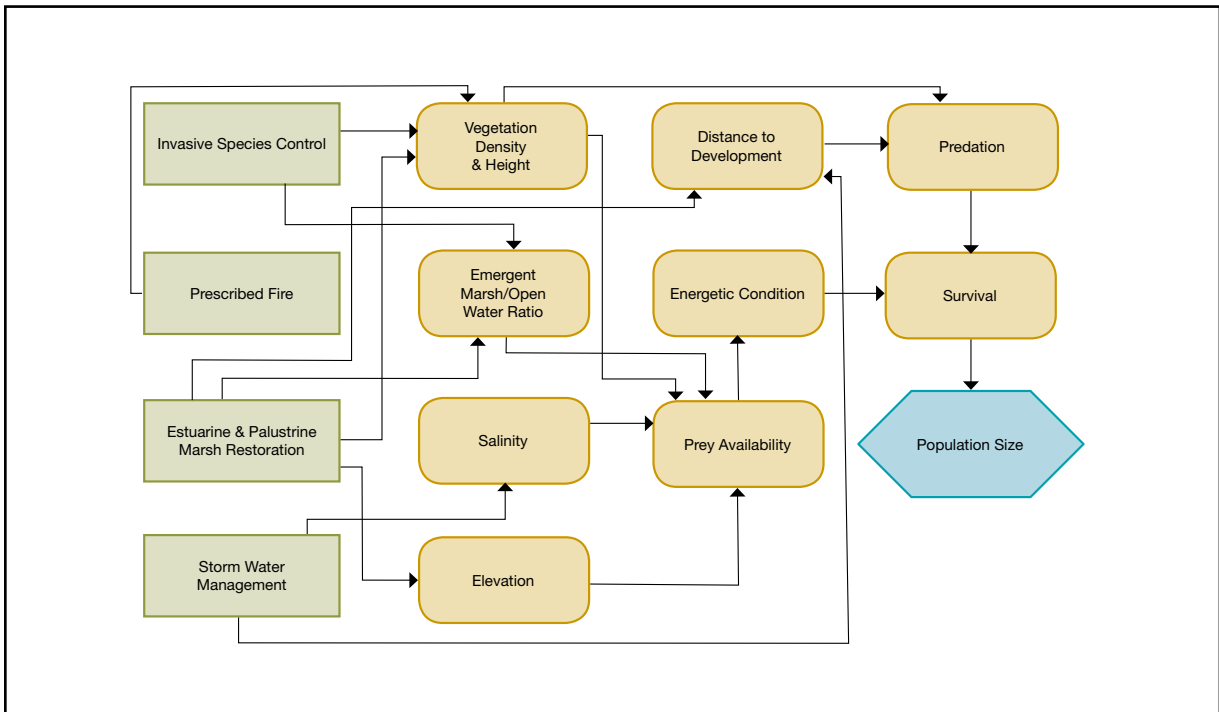 Invasive Species Control
Vegetation
Density
& Height
Distance to
Development
Predation
Prescribed Fire
Emergent
Marsh/Open
Water Ratio
Energetic Condition
Survival
Estuarine & Palustrine
Marsh Restoration
Salinity
Prey Availability
Population Size
Storm Water
Management
Elevation